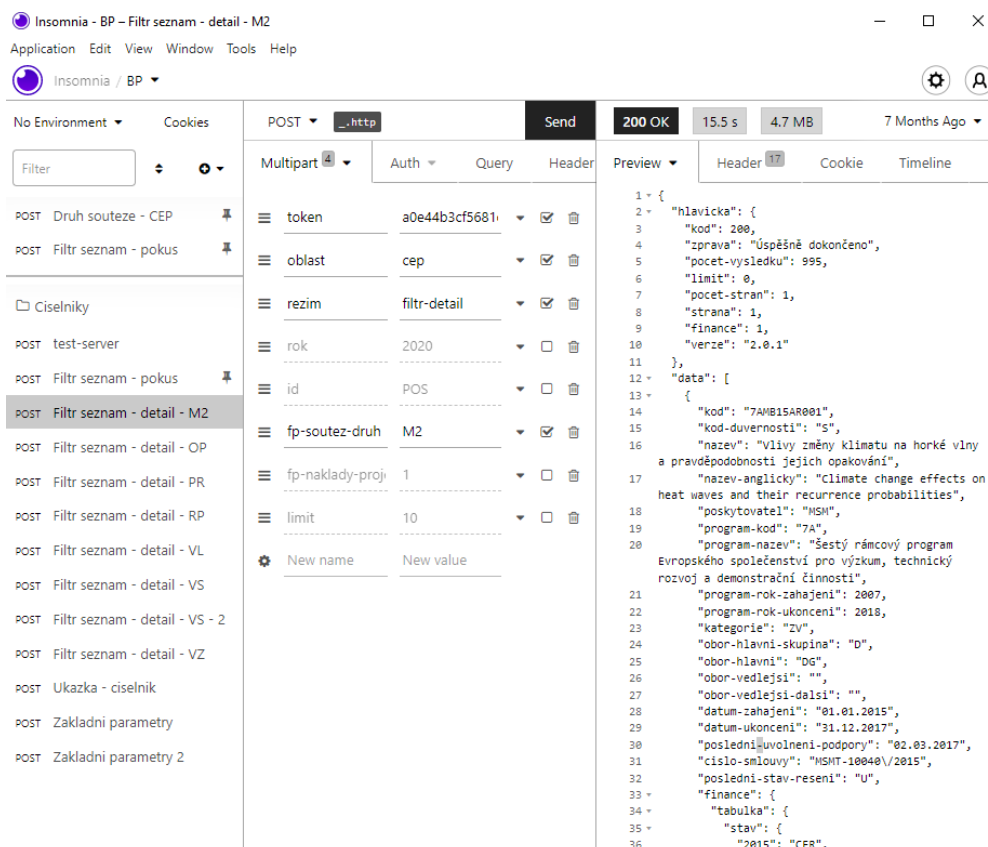 Insomnia - BP – Filtr seznam - detail - M2
Application Edit View Window Tools Help
Insomnia / BP
No Environment Cookies
Filter
POST Druh souteze - CEP
POST Filtr seznam - pokus
Ciselniky
POST test-server
POST Filtr seznam - pokus
POST Filtr seznam - detail - M2
POST Filtr seznam - detail - OP
POST Filtr seznam - detail - PR
POST Filtr seznam - detail - RP
POST Filtr seznam - detail - VL
POST Filtr seznam - detail - VS
POST Filtr seznam - detail - VS - 2
POST Filtr seznam - detail - VZ
POST Ukazka - ciselnik
POST Zakladni parametry
POST Zakladni parametry 2
POST _.http Send
Multipart 4 Auth Query Header
token a0e44b3cf5681
oblast cep
rezim filtr-detail
rok 2020
id POS
fp-soutez-druh M2
fp-naklady-proj 1
limit 10
New name New value
200 OK 15.5 s 4.7 MB 7 Months Ago
Preview Header 17 Cookie Timeline
1 {
2 "hlavicka": {
3 "kod": 200,
4 "zprava": "Úspěšně dokončeno",
5 "pocet-vysledku": 995,
6 "limit": 0,
7 "pocet-stran": 1,
8 "strana": 1,
9 "finance": 1,
10 "verze": "2.0.1"
11 },
12 "data": [
13 {
14 "kod": "7AMB15AR001",
15 "kod-duvernosti": "S",
16 "nazev": "Vlivy změny klimatu na horké vlny
a pravděpodobnosti jejich opakování",
17 "nazev-anglicky": "Climate change effects on
heat waves and their recurrence probabilities",
18 "poskytovatel": "MSM",
19 "program-kod": "7A",
20 "program-nazev": "Šestý rámcový program
Evropského společenství pro výzkum, technický
rozvoj a demonstrační činnosti",
21 "program-rok-zahajeni": 2007,
22 "program-rok-ukonceni": 2018,
23 "kategorie": "ZV",
24 "obor-hlavni-skupina": "D",
25 "obor-hlavni": "DG",
26 "obor-vedlejsi": "",
27 "obor-vedlejsi-dalsi": "",
28 "datum-zahajeni": "01.01.2015",
29 "datum-ukonceni": "31.12.2017",
30 "posledni-uvolneni-podpory": "02.03.2017",
31 "cislo-smlouvy": "MSMT-10040\/2015",
32 "posledni-stav-reseni": "U",
33 "finance": {
34 "tabulka": {
35 "stav": {
36 "2015": "CER",